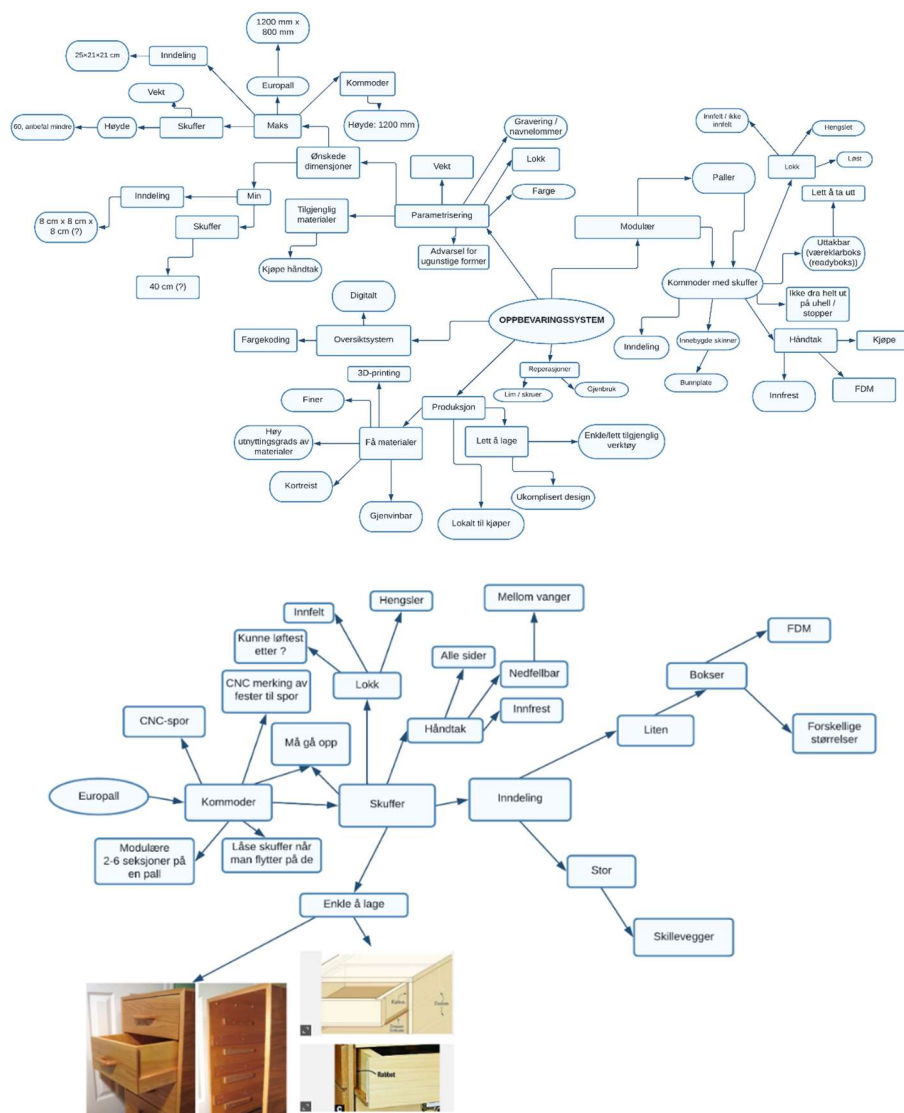 1200 mm x
800 mm
25×21×21 cm
Inndeling
Vekt
Europall
Kommoder
60, anbefal mindre
Høyde
Skuffer
Maks
Høyde: 1200 mm
Ønskede
dimensjoner
Inndeling
Min
8 cm x 8 cm x
8 cm (?)
Skuffer
40 cm (?)
Tilgjenglig
materialer
Kjøpe håndtak
Vekt
Gravering /
navnelommer
Lokk
Farge
Parametrisering
Advarsel for
ugunstige former
Innfelt / ikke
innfelt
Hengslet
Lokk
Løst
Paller
Lett å ta utt
Modulær
Uttakbar
(væreklarboks
(readyboks))
Kommoder med skuffer
Ikke dra helt ut
på uhell /
stopper
Inndeling
Innebygde skinner
Håndtak
Kjøpe
Bunnplate
Innfrest
FDM
OPPBEVARINGSSYSTEM
Digitalt
Fargekoding
Oversiktsystem
Reperasjoner
Lim / skruer
Gjenbruk
3D-printing
Finer
Produksjon
Høy
utnyttingsgrads av
materialer
Få materialer
Lett å lage
Enkle/lett tilgjenglig
verktøy
Kortreist
Gjenvinbar
Ukomplisert design
Lokalt til kjøper
Mellom vanger
Hengsler
Innfelt
Kunne løftest
etter ?
Alle sider
FDM
CNC merking av
fester til spor
Lokk
Nedfellbar
Bokser
CNC-spor
Håndtak
Innfrest
Må gå opp
Liten
Forskellige
størrelser
Europall
Kommoder
Skuffer
Inndeling
Modulære
2-6 seksjoner på
en pall
Låse skuffer når
man flytter på de
Stor
Enkle å lage
Skillevegger
Rabbet
C